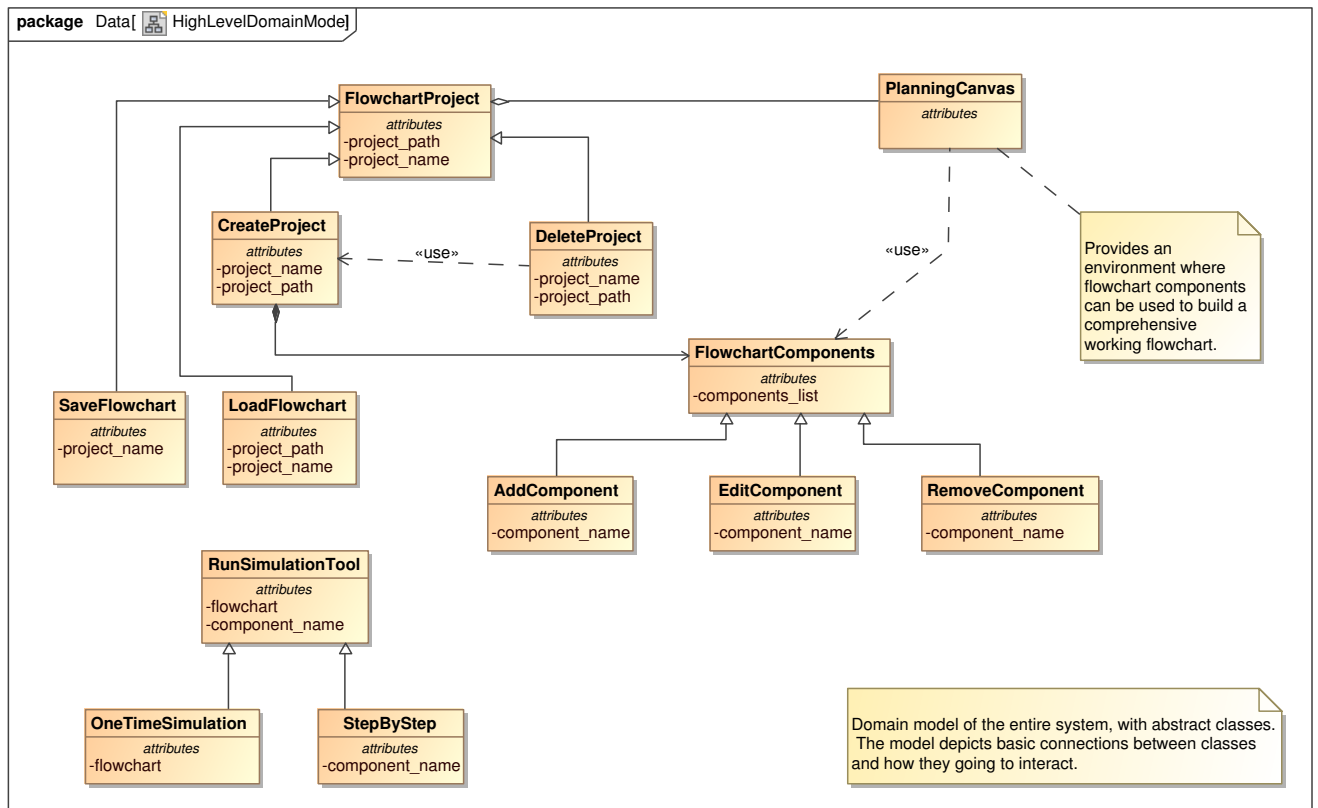 package Data[ HighLevelDomainMode]
FlowchartProject
attributes
-project_path
-project_name
PlanningCanvas
attributes
CreateProject
attributes
-project_name
-project_path
«use»
DeleteProject
attributes
-project_name
-project_path
«use»
Provides an
environment where
flowchart components
can be used to build a
comprehensive
working flowchart.
FlowchartComponents
attributes
-components_list
SaveFlowchart
attributes
-project_name
LoadFlowchart
attributes
-project_path
-project_name
AddComponent
attributes
-component_name
EditComponent
attributes
-component_name
RemoveComponent
attributes
-component_name
RunSimulationTool
attributes
-flowchart
-component_name
OneTimeSimulation
attributes
-flowchart
StepByStep
attributes
-component_name
Domain model of the entire system, with abstract classes.
The model depicts basic connections between classes
and how they going to interact.